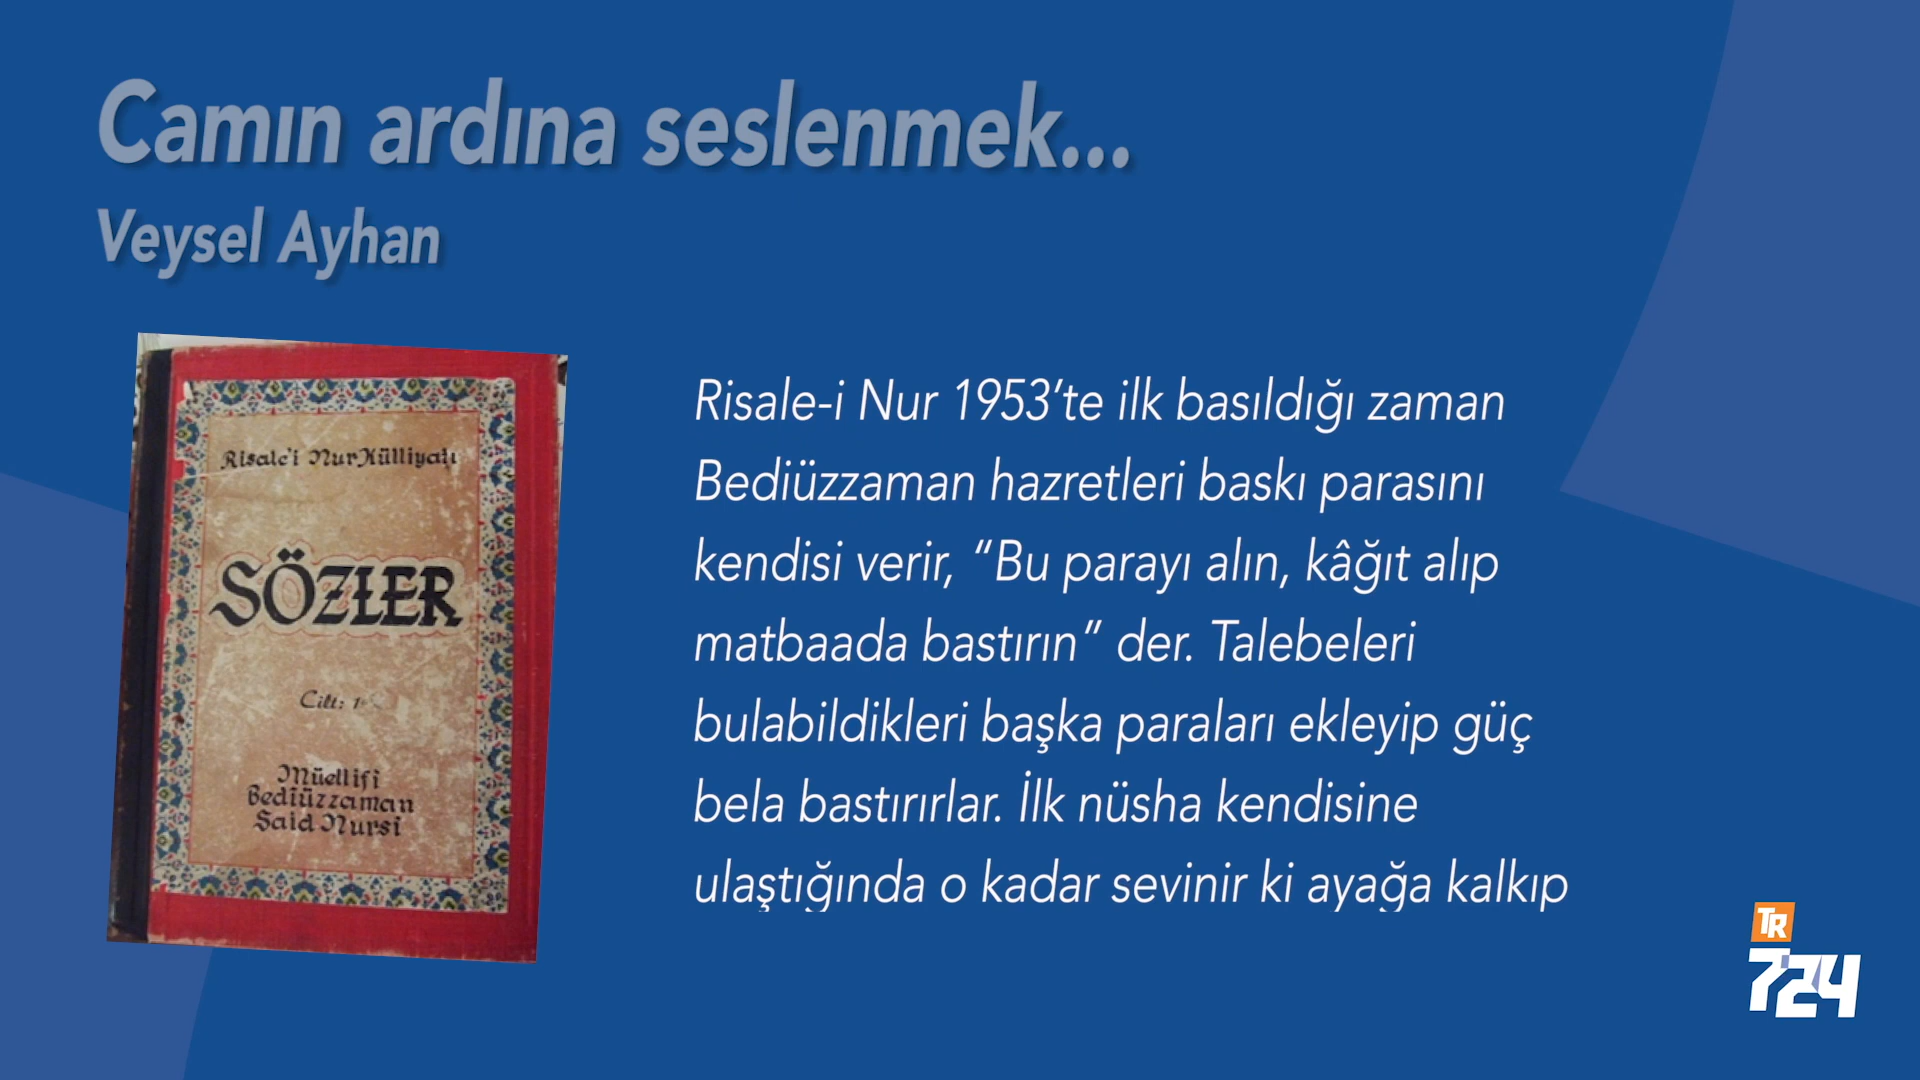 Camın ardına seslenmek...
Veysel Ayhan
Risale'i Nur Külliyatı
SÖZLER
Cilt: 1
Müellifi
Bediüzzaman
Said Nursi
Risale-i Nur 1953’te ilk basıldığı zaman
Bediüzzaman hazretleri baskı parasını
kendisi verir, “Bu parayı alın, kâğıt alıp
matbaada bastırın” der. Talebeleri
bulabildikleri başka paraları ekleyip güç
bela bastırırlar. İlk nüsha kendisine
ulaştığında o kadar sevinir ki ayağa kalkıp
TR
724